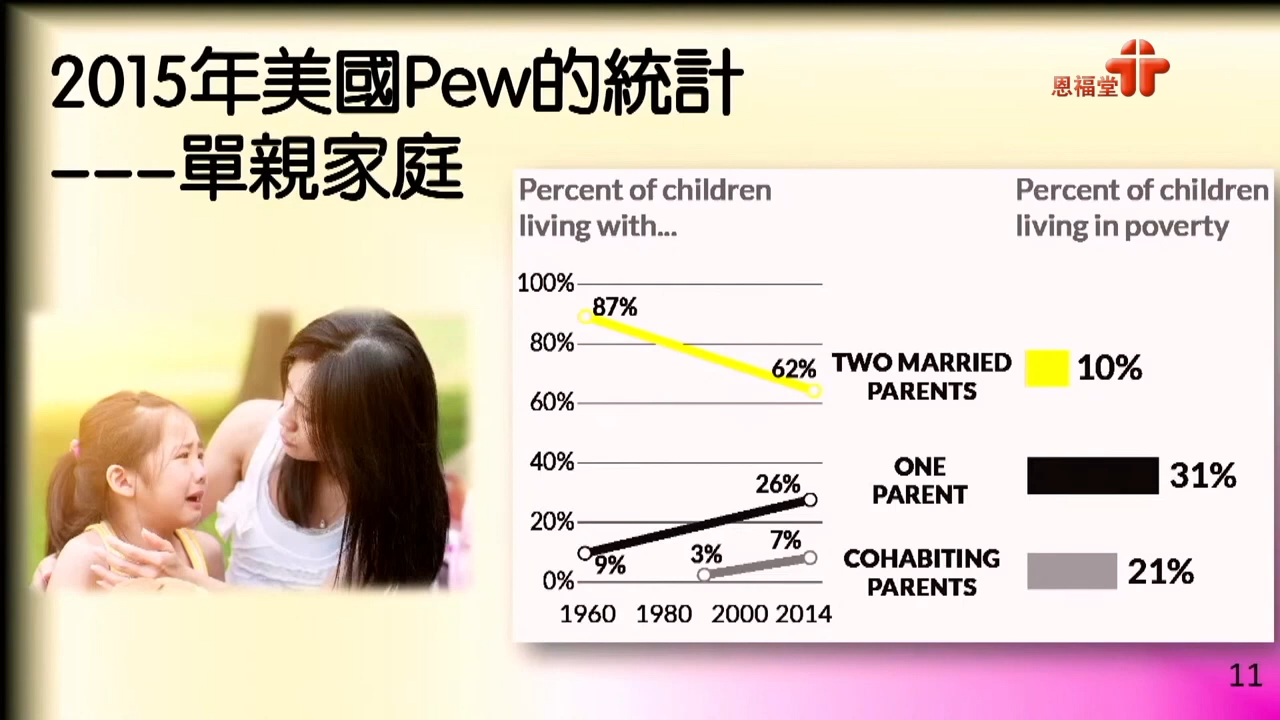 2015年美國Pew的統計
---單親家庭
恩福堂
Percent of children
living with...
Percent of children
living in poverty
100%
80%
60%
40%
20%
0%
87%
62%
26%
9%
3%
7%
1960 1980 2000 2014
TWO MARRIED
PARENTS
10%
ONE
PARENT
31%
COHABITING
PARENTS
21%
11